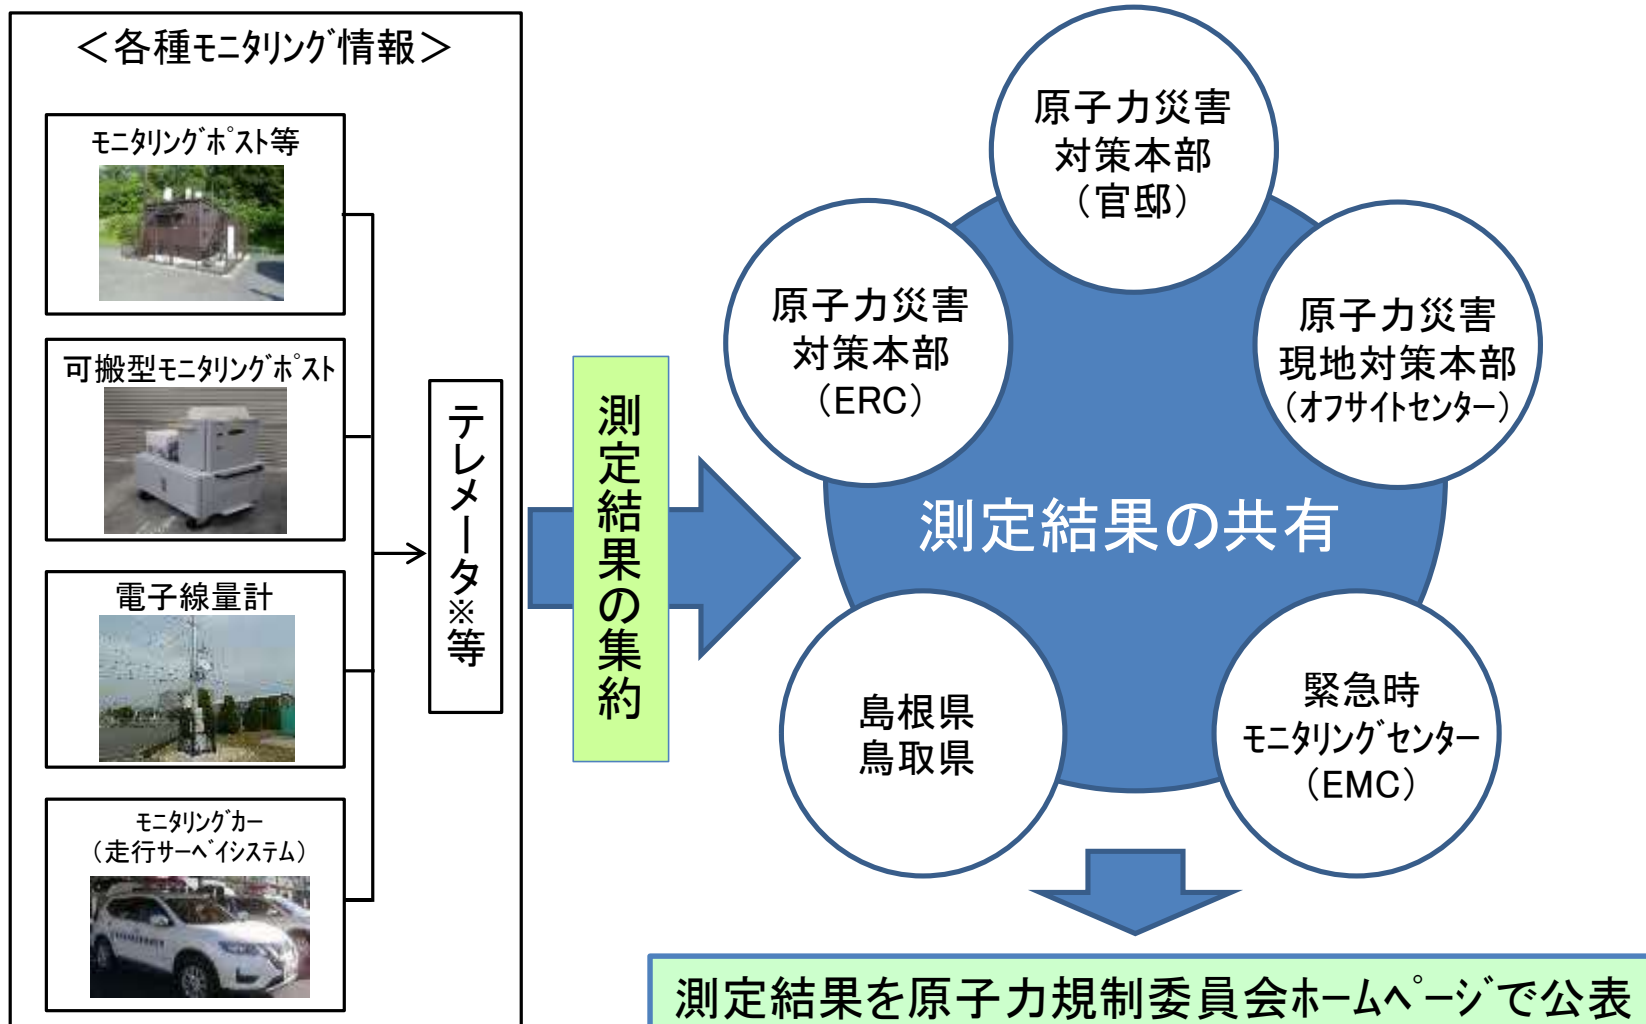 ＜各種ﾓﾆﾀﾘﾝｸﾞ情報＞
ﾓﾆﾀﾘﾝｸﾞﾎﾟｽﾄ等
可搬型ﾓﾆﾀﾘﾝｸﾞﾎﾟｽﾄ
電子線量計
ﾓﾆﾀﾘﾝｸﾞｶｰ
（走行ｻｰﾍﾞｲｼｽﾃﾑ）
テレメータ※等
測定結果の集約
原子力災害
対策本部
（官邸）
原子力災害
対策本部
（ERC）
原子力災害
現地対策本部
（ｵﾌｻｲﾄｾﾝﾀｰ）
測定結果の共有
島根県
鳥取県
緊急時
ﾓﾆﾀﾘﾝｸﾞｾﾝﾀｰ
（EMC）
測定結果を原子力規制委員会ﾎｰﾑﾍﾟｰｼﾞで公表